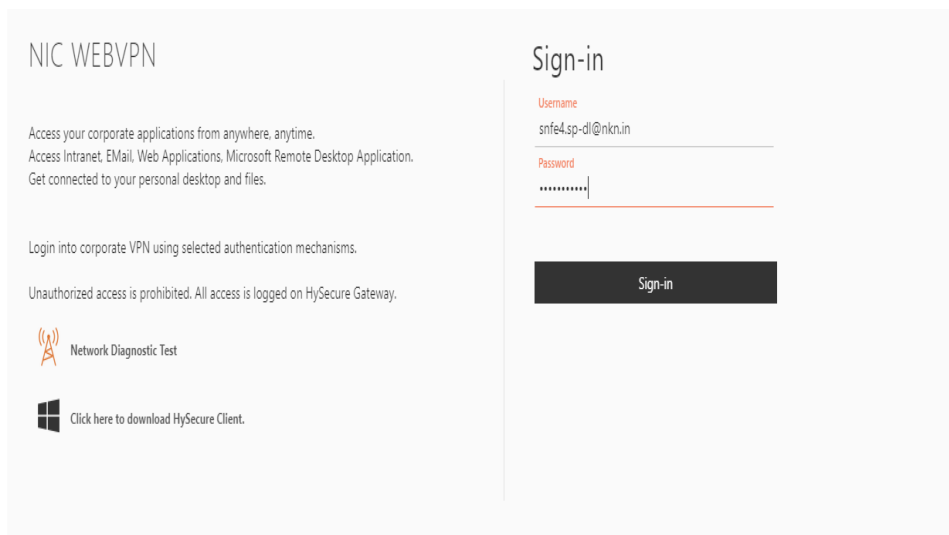 NIC WEBVPN
Access your corporate applications from anywhere, anytime.
Access Intranet, EMail, Web Applications, Microsoft Remote Desktop Application.
Get connected to your personal desktop and files.
Login into corporate VPN using selected authentication mechanisms.
Unauthorized access is prohibited. All access is logged on HySecure Gateway.
Network Diagnostic Test
Click here to download HySecure Client.
Sign-in
Username
snfe4.sp-dl@nkn.in
Password
•••••••••••
Sign-in